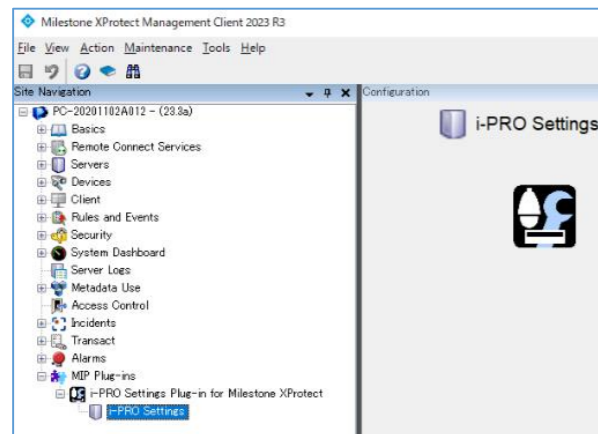 Milestone XProtect Management Client 2023 R3
File View Action Maintenance Tools Help
Site Navigation
Configuration
PC-20201102A012 - (23.3a)
Basics
Remote Connect Services
Servers
Devices
Client
Rules and Events
Security
System Dashboard
Server Logs
Metadata Use
Access Control
Incidents
Transact
Alarms
MIP Plug-ins
i-PRO Settings Plug-in for Milestone XProtect
i-PRO Settings
i-PRO Settings